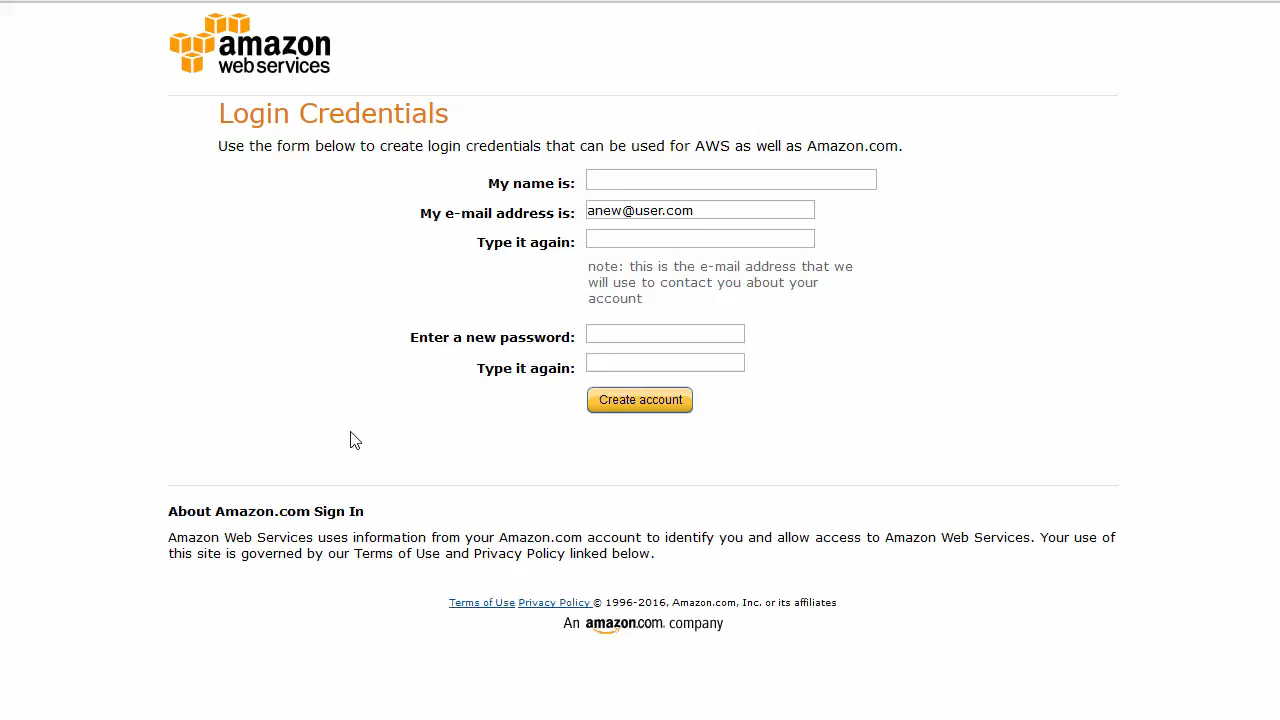 amazon
web services
Login Credentials
Use the form below to create login credentials that can be used for AWS as well as Amazon.com.
My name is:
My e-mail address is: anew@user.com
Type it again:
note: this is the e-mail address that we
will use to contact you about your
account
Enter a new password:
Type it again:
Create account
About Amazon.com Sign In
Amazon Web Services uses information from your Amazon.com account to identify you and allow access to Amazon Web Services. Your use of
this site is governed by our Terms of Use and Privacy Policy linked below.
Terms of Use Privacy Policy © 1996-2016, Amazon.com, Inc. or its affiliates
An amazon.com. company